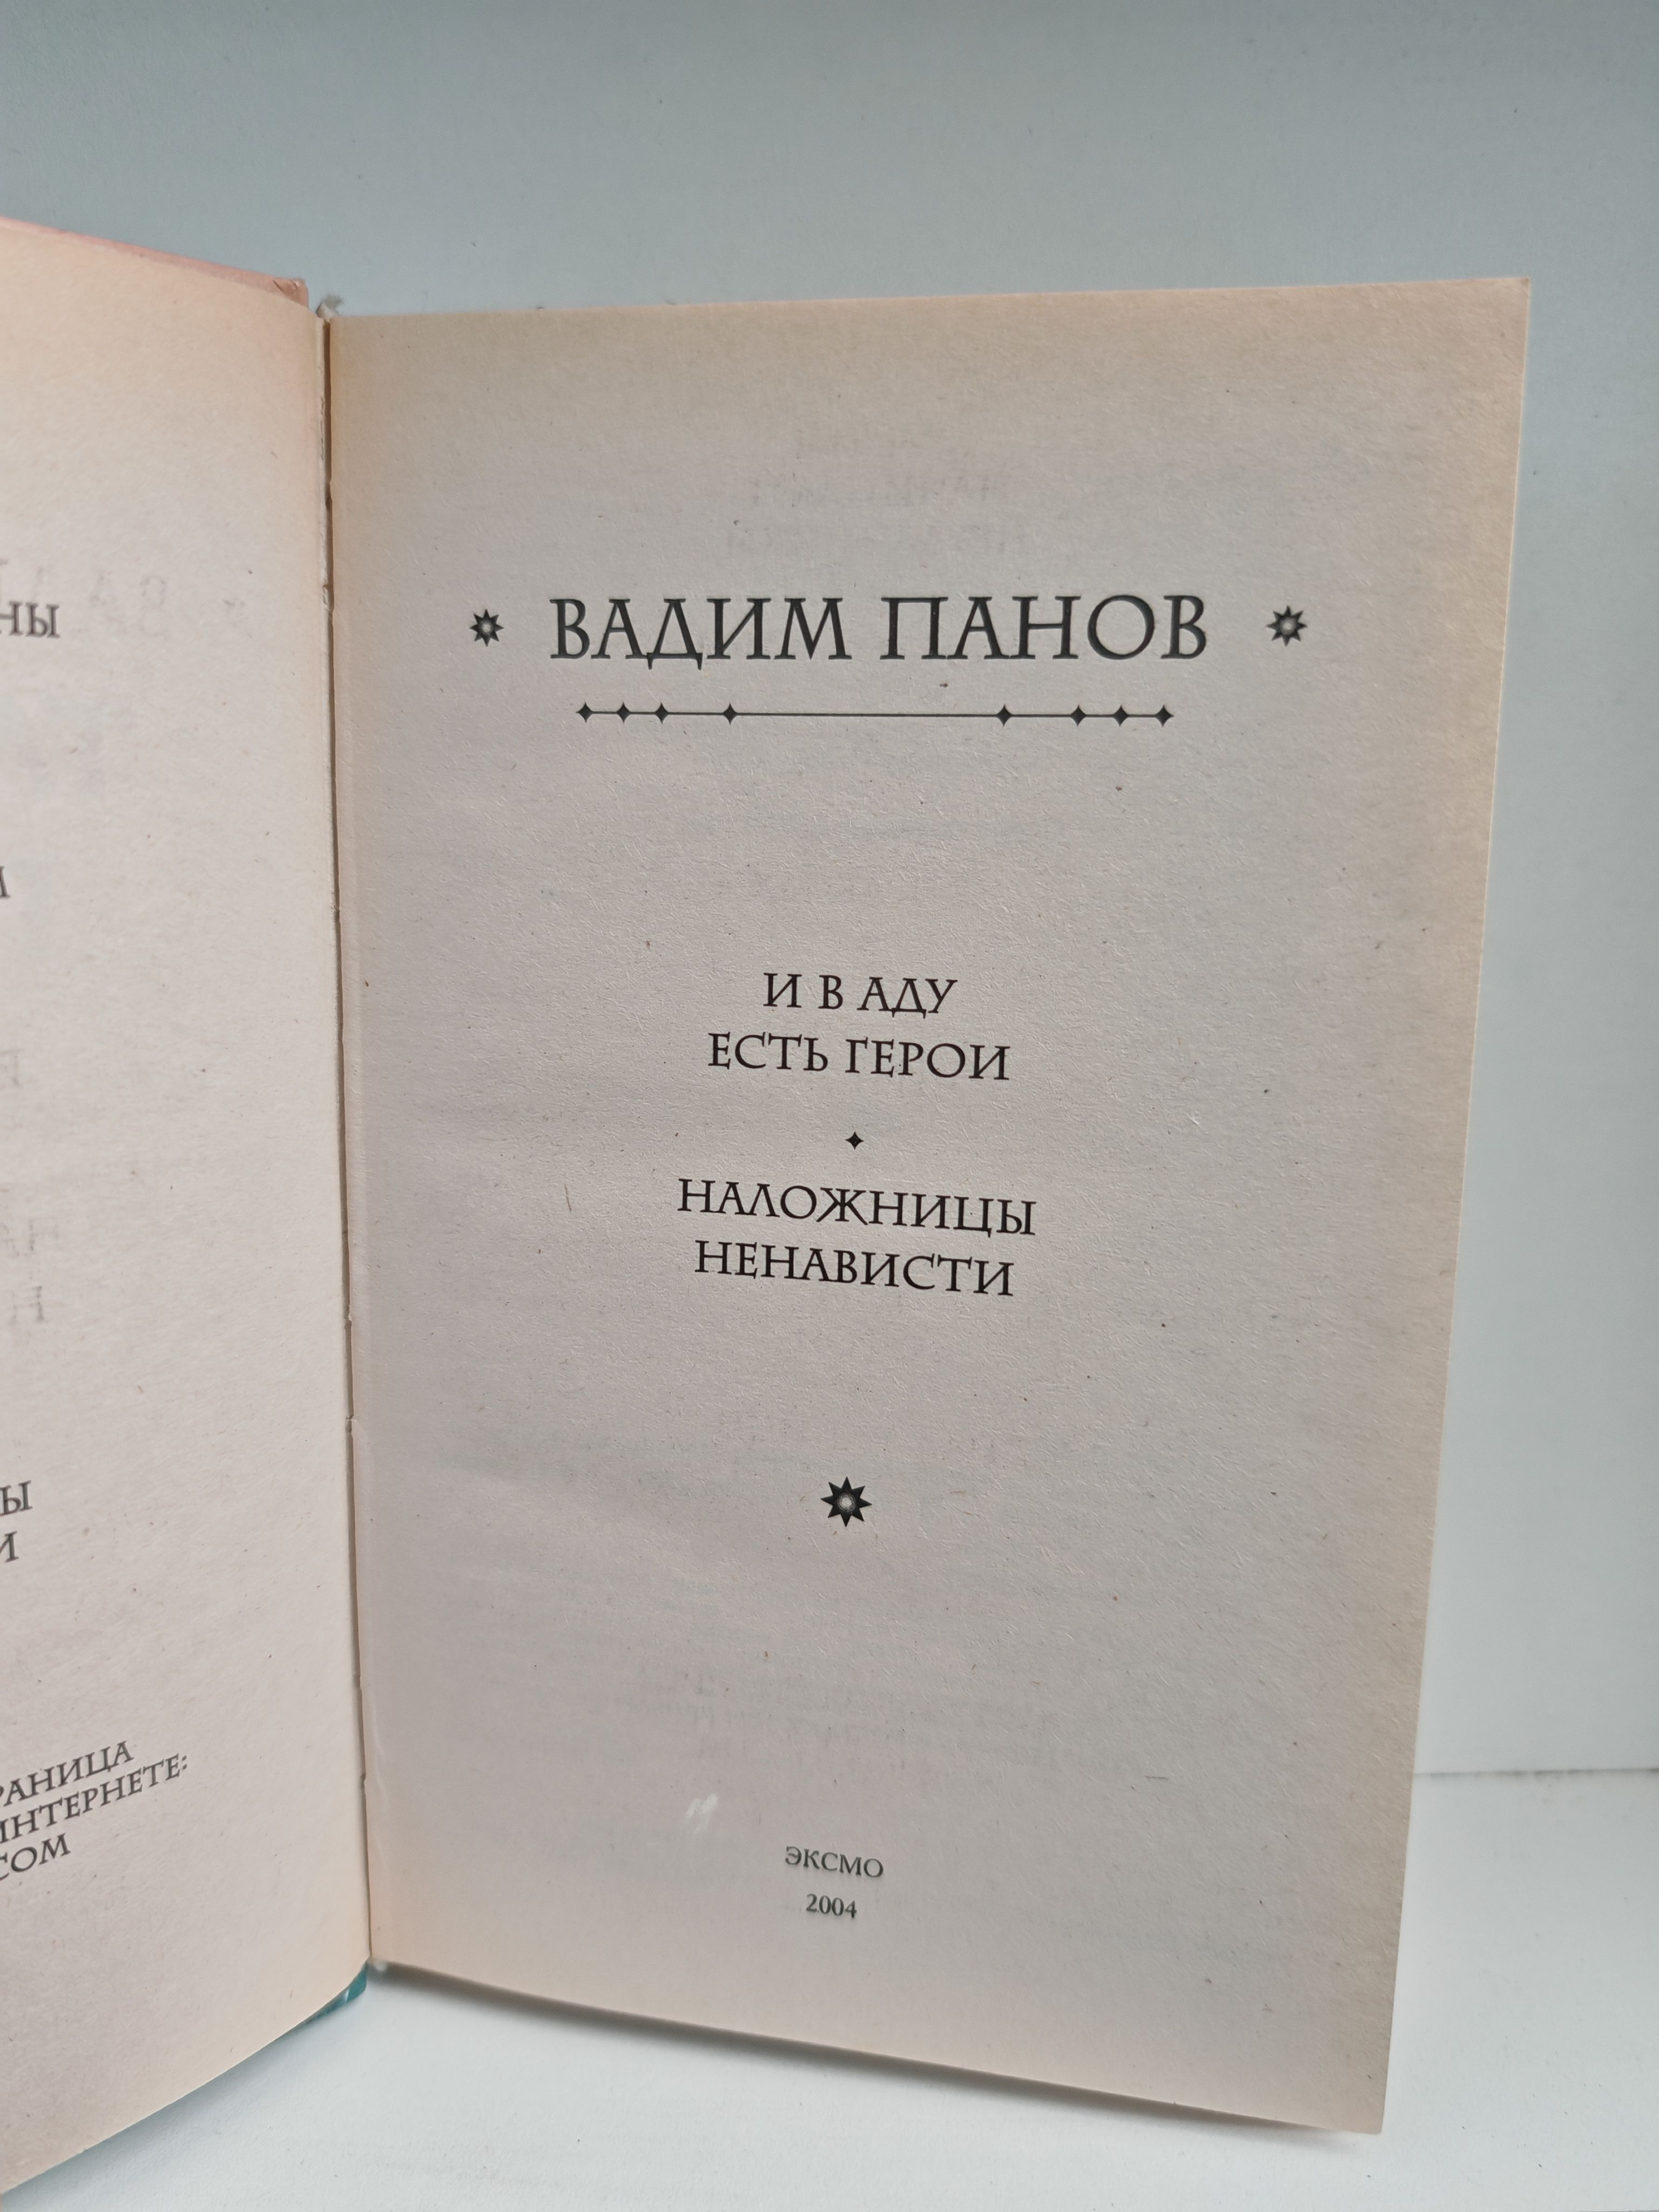 ВАДИМ ПАНОВ
И В АДУ
ЕСТЬ ГЕРОИ
НАЛОЖНИЦЫ
НЕНАВИСТИ
ЭКСМО
2004